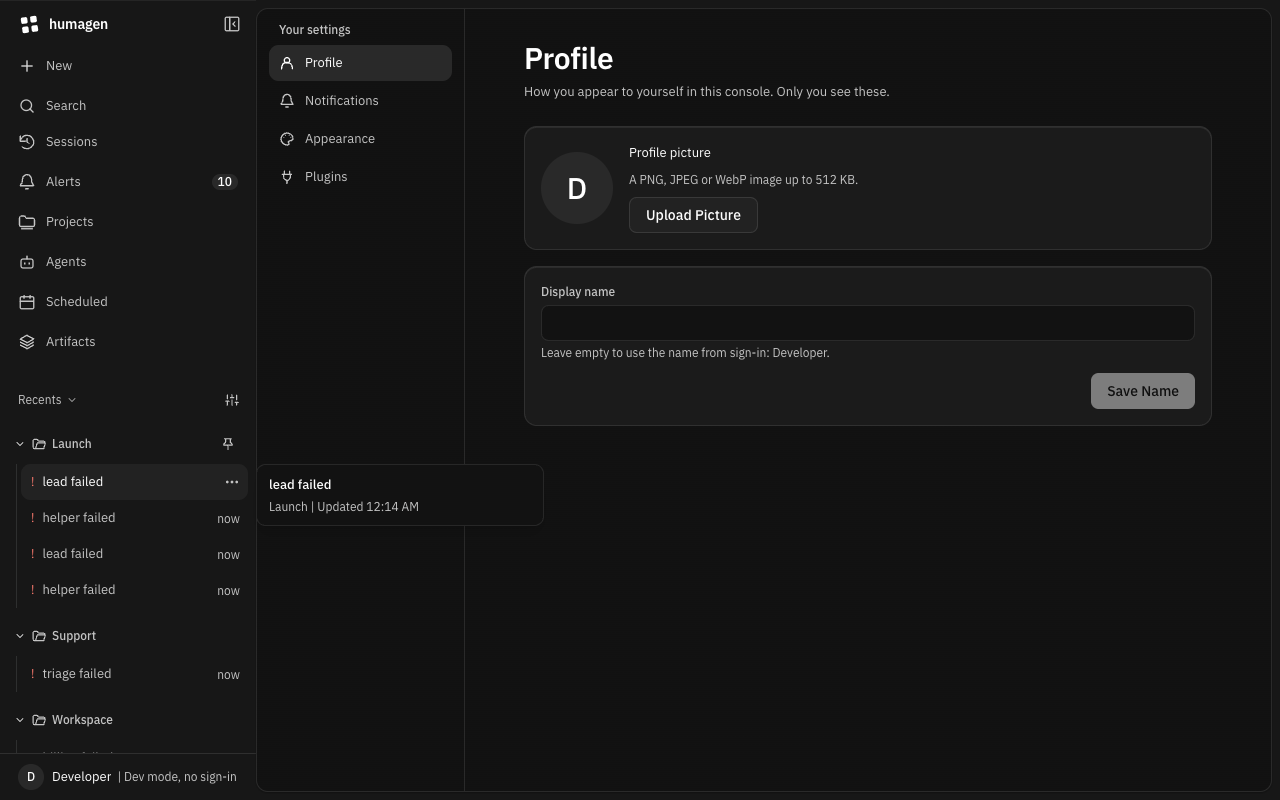 humagen
New
Search
Sessions
Alerts 10
Projects
Agents
Scheduled
Artifacts
Recents
Launch
! lead failed
! helper failed now
! lead failed now
! helper failed now
Support
! triage failed now
Workspace
D Developer | Dev mode, no sign-in
Your settings
Profile
Notifications
Appearance
Plugins
lead failed
Launch | Updated 12:14 AM
Profile
How you appear to yourself in this console. Only you see these.
D
Profile picture
A PNG, JPEG or WebP image up to 512 KB.
Upload Picture
Display name
Leave empty to use the name from sign-in: Developer.
Save Name